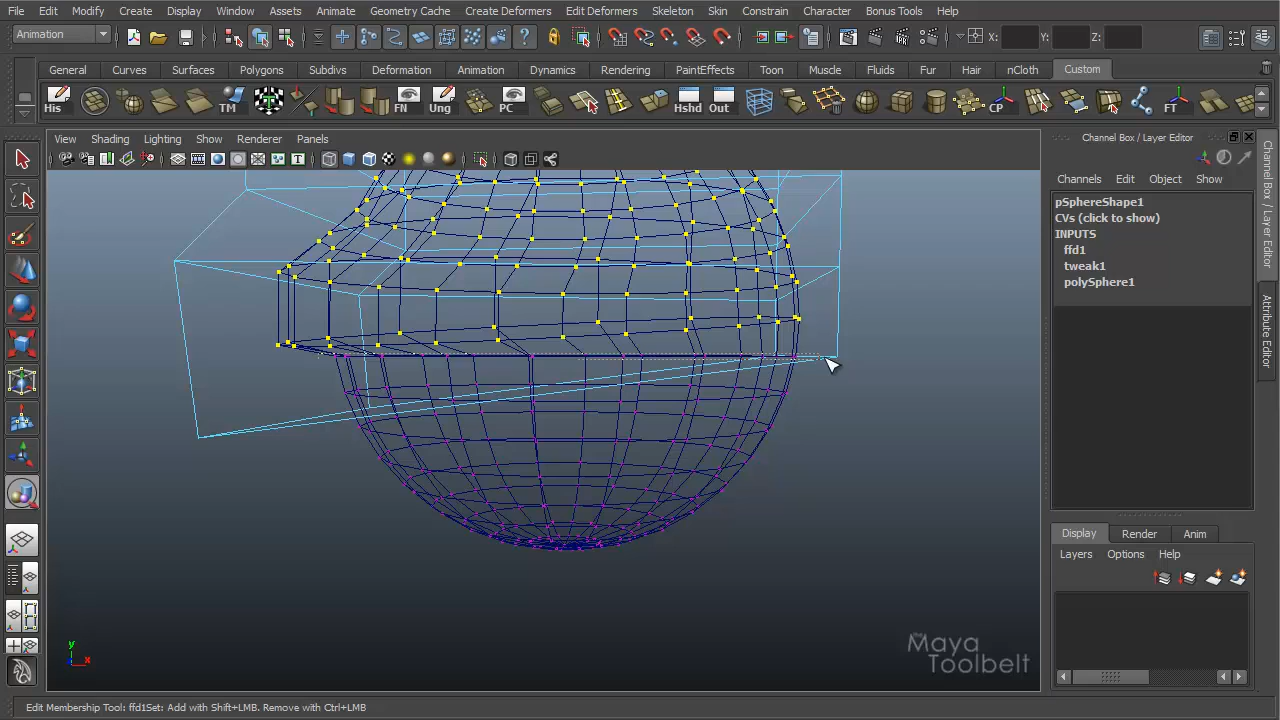 File Edit Modify Create Display Window Assets Animate Geometry Cache Create Deformers Edit Deformers Skeleton Skin Constrain Character Bonus Tools Help
Animation X: Y: Z:
General Curves Surfaces Polygons Subdivs Deformation Animation Dynamics Rendering PaintEffects Toon Muscle Fluids Fur Hair nCloth Custom
His TM FN Ung PC Hshd Out CP FT
View Shading Lighting Show Renderer Panels
Channel Box / Layer Editor
Channels Edit Object Show
pSphereShape1
CVs (click to show)
INPUTS
ffd1
tweak1
polySphere1
Channel Box / Layer Editor
Attribute Editor
Display Render Anim
Layers Options Help
y
x
the
Maya
Toolbelt
Edit Membership Tool: ffd1Set: Add with Shift+LMB. Remove with Ctrl+LMB